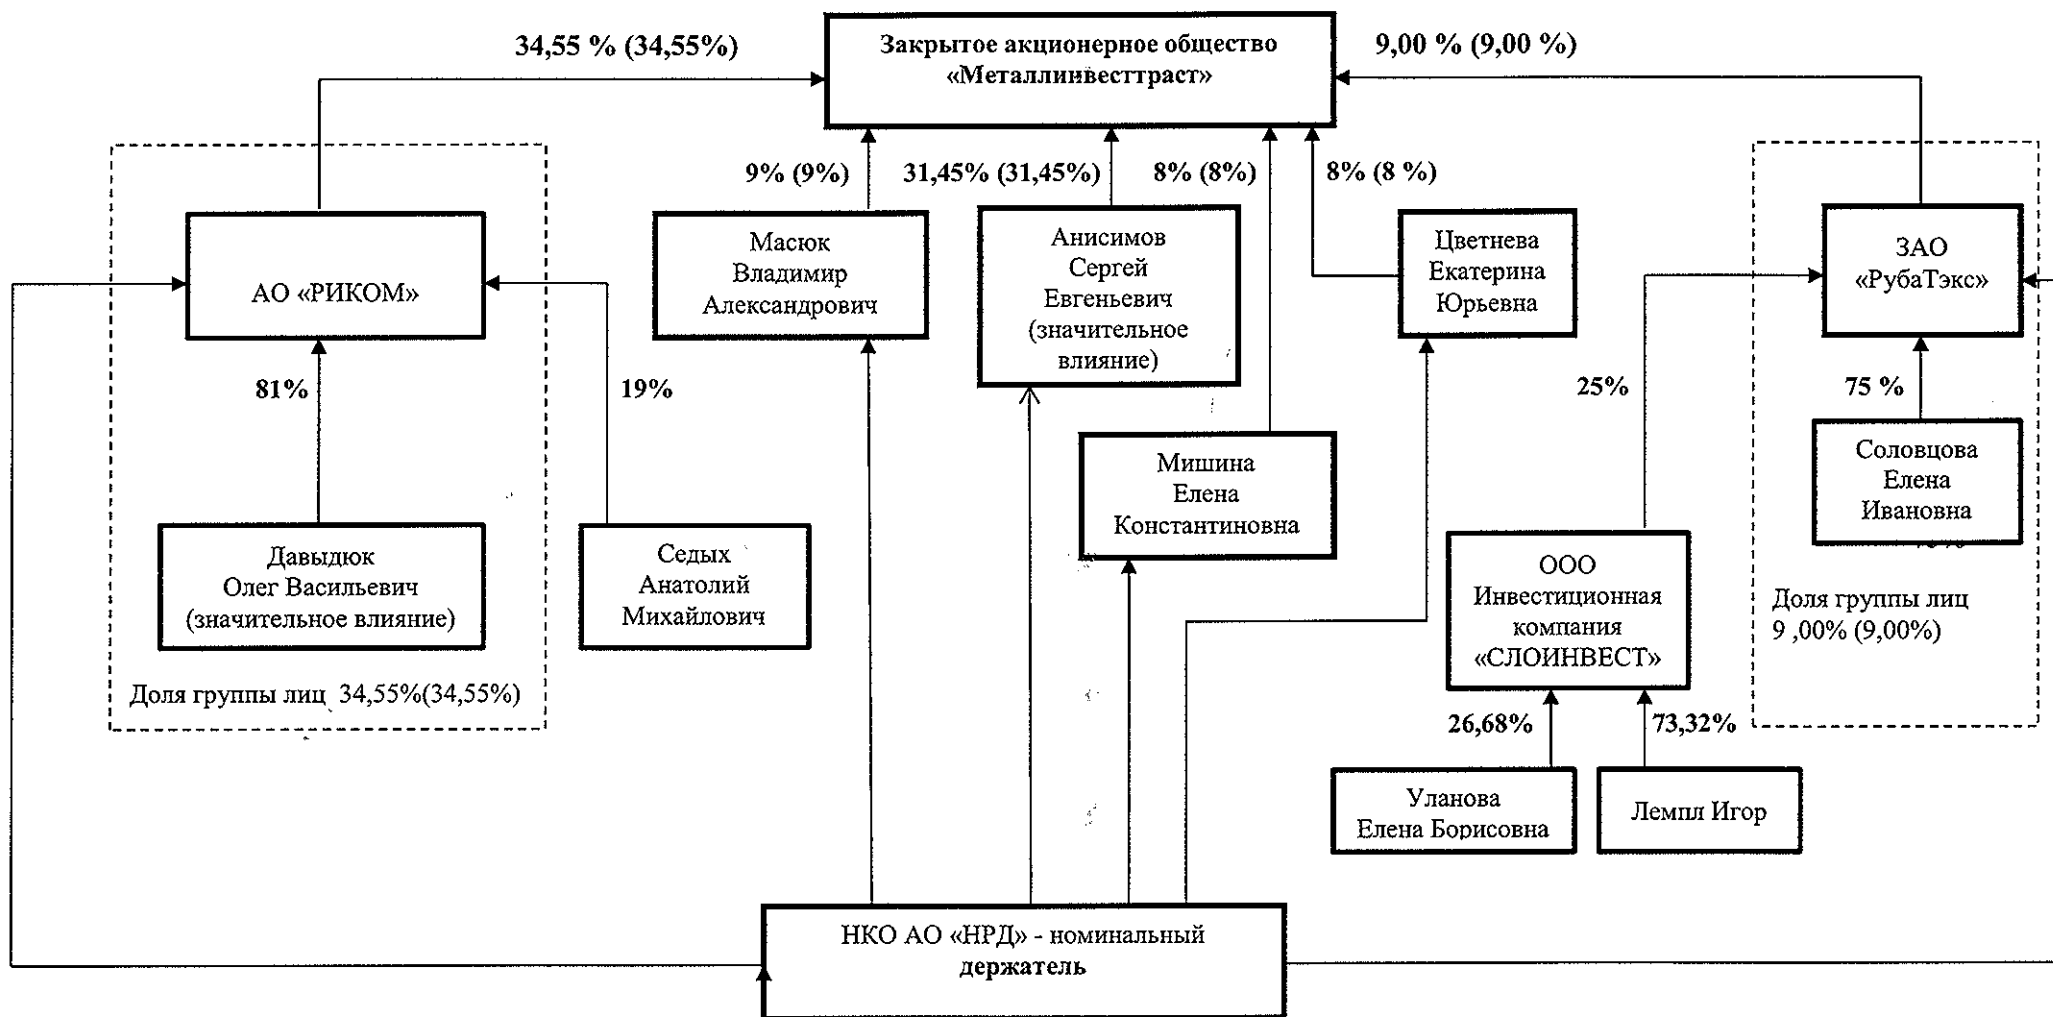 34,55 % (34,55%)
Закрытое акционерное общество
«Металлинвесттраст»
9,00 % (9,00 %)
9% (9%)
31,45% (31,45%)
8% (8%)
8% (8 %)
АО «РИКОМ»
Масюк
Владимир
Александрович
Анисимов
Сергей
Евгеньевич
(значительное
влияние)
Цветнева
Екатерина
Юрьевна
ЗАО
«РубаТэкс»
81%
19%
25%
75 %
Мишина
Елена
Константиновна
Соловцова
Елена
Ивановна
Давыдюк
Олег Васильевич
(значительное влияние)
Седых
Анатолий
Михайлович
ООО
Инвестиционная
компания
«СЛОИНВЕСТ»
Доля группы лиц
9 ,00% (9,00%)
Доля группы лиц 34,55%(34,55%)
26,68%
73,32%
Уланова
Елена Борисовна
Лемпл Игор
НКО АО «НРД» - номинальный
держатель